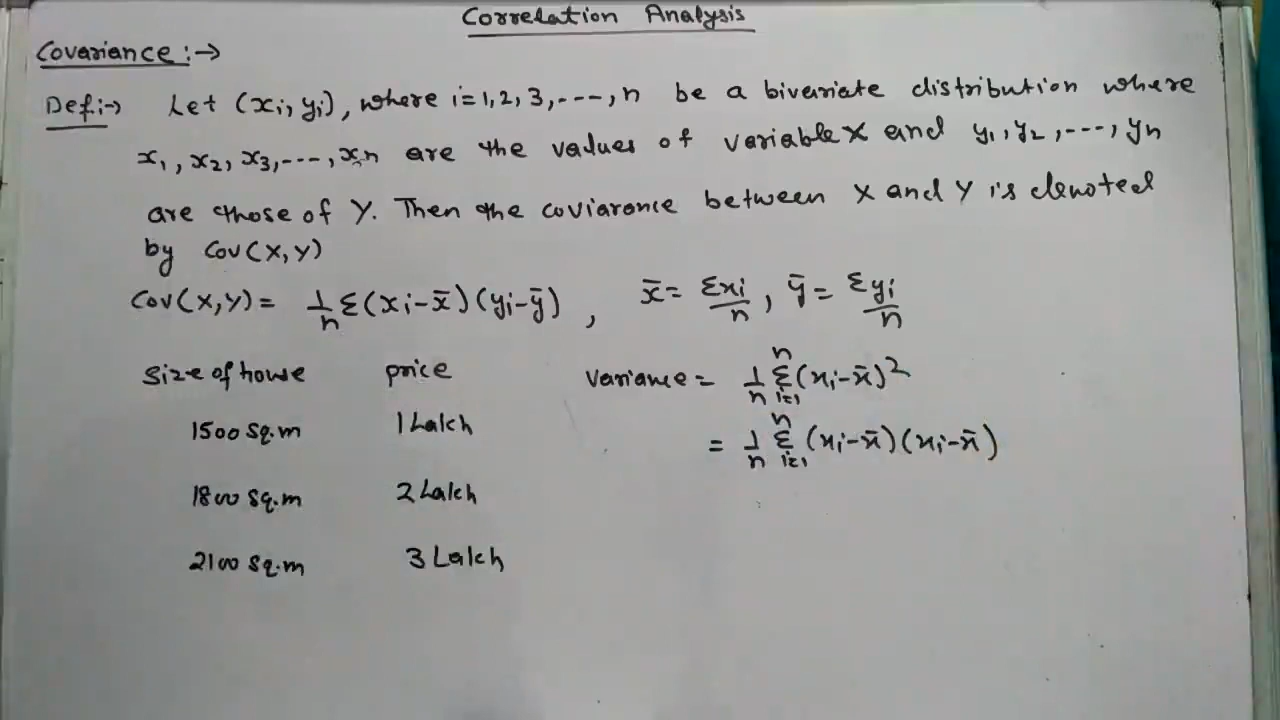 Correlation Analysis
Covariance :→
Def:→ Let (xi, yi), where i=1,2,3,----,n be a bivariate distribution where
x1, x2, x3,----, xn are the values of variable X and y1, y2,----, yn
are those of Y. Then the coviarance between X and Y is denoted
by Cov(X,Y)
Cov(X,Y) = 1/n Σ(xi-x̄)(yi-ȳ), x̄ = Σxi/n, ȳ = Σyi/n
Size of house price
1500 Sq.m 1 Lakh
1800 Sq.m 2 Lakh
2100 Sq.m 3 Lakh
Variance = 1/n Σ_{i=1}^{n} (xi-x̄)²
= 1/n Σ_{i=1}^{n} (xi-x̄)(xi-x̄)